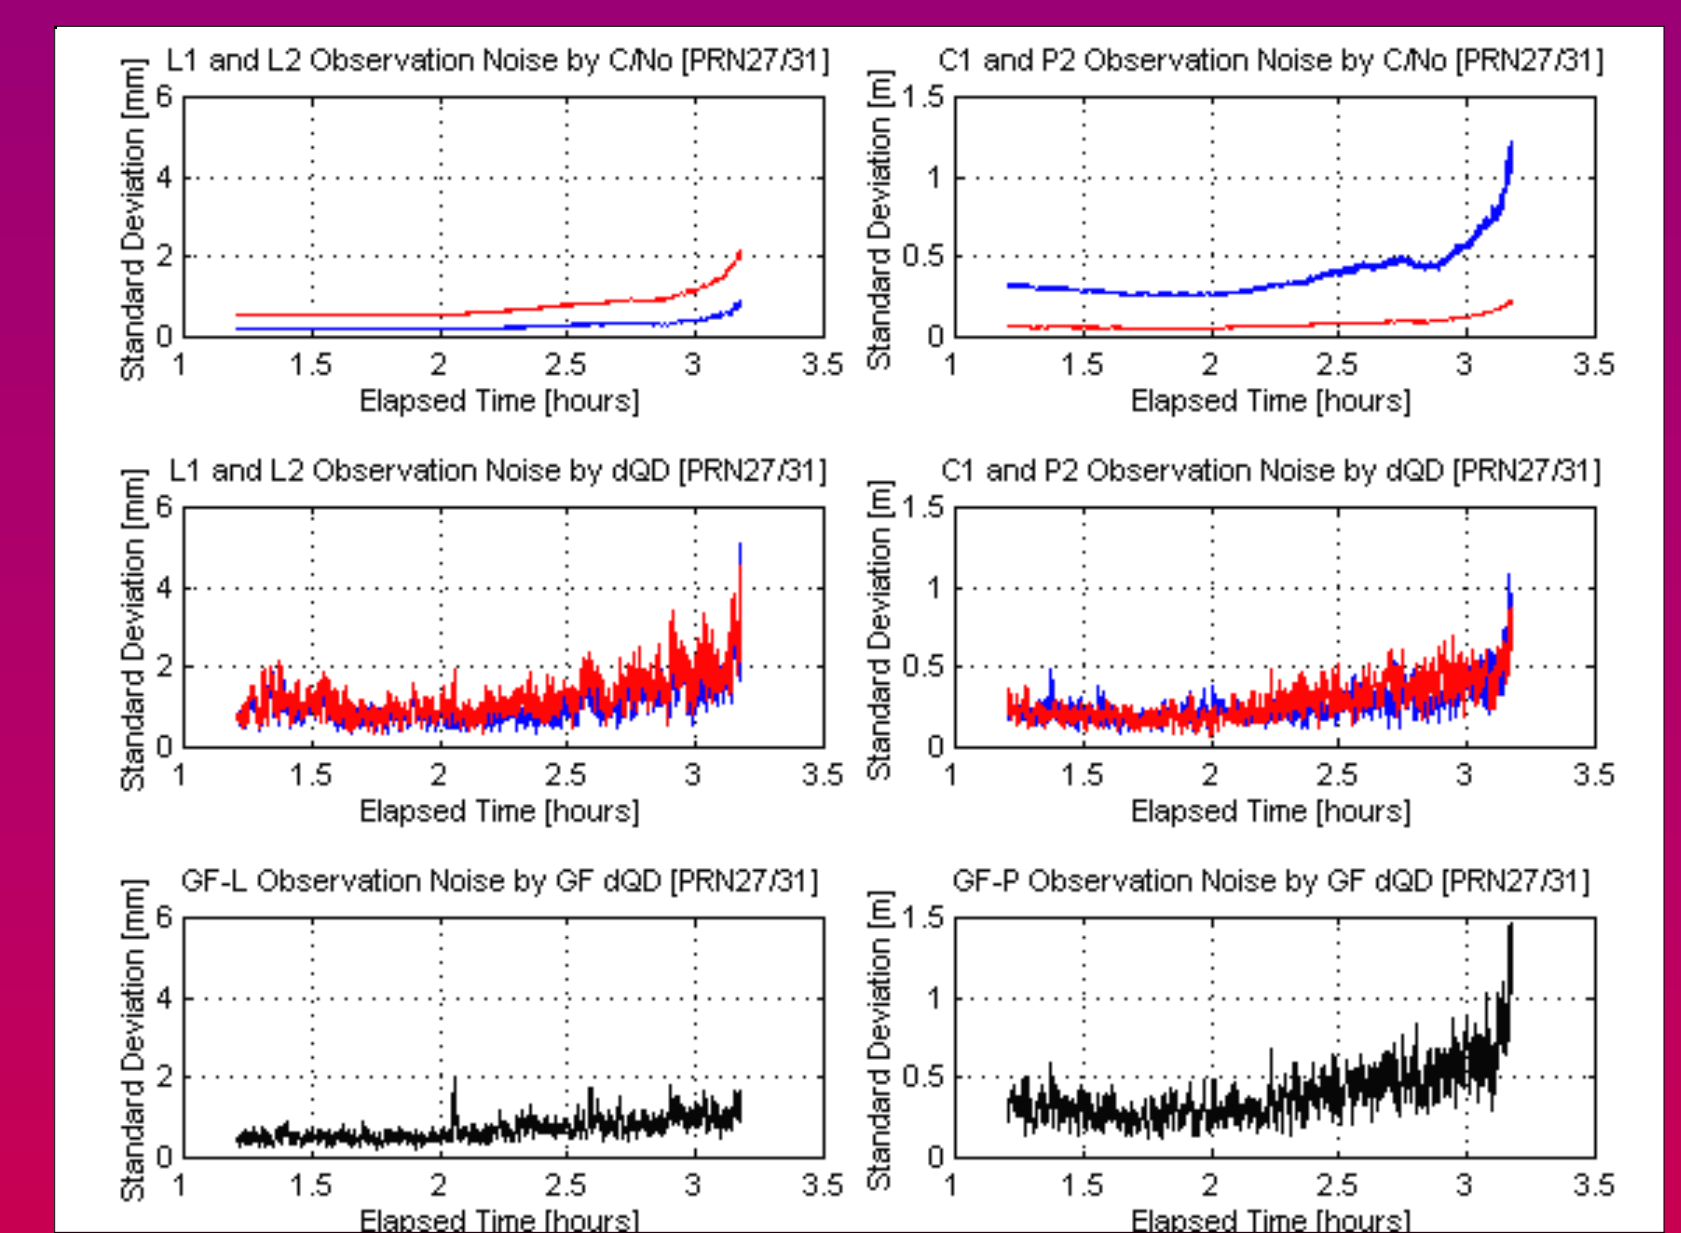 L1 and L2 Observation Noise by C/No [PRN27/31]
Standard Deviation [mm]
6
4
2
0
1 1.5 2 2.5 3 3.5
Elapsed Time [hours]
C1 and P2 Observation Noise by C/No [PRN27/31]
Standard Deviation [m]
1.5
1
0.5
0
1 1.5 2 2.5 3 3.5
Elapsed Time [hours]
L1 and L2 Observation Noise by dQD [PRN27/31]
Standard Deviation [mm]
6
4
2
0
1 1.5 2 2.5 3 3.5
Elapsed Time [hours]
C1 and P2 Observation Noise by dQD [PRN27/31]
Standard Deviation [m]
1.5
1
0.5
0
1 1.5 2 2.5 3 3.5
Elapsed Time [hours]
GF-L Observation Noise by GF dQD [PRN27/31]
Standard Deviation [mm]
6
4
2
0
1 1.5 2 2.5 3 3.5
Elapsed Time [hours]
GF-P Observation Noise by GF dQD [PRN27/31]
Standard Deviation [m]
1.5
1
0.5
0
1 1.5 2 2.5 3 3.5
Elapsed Time [hours]